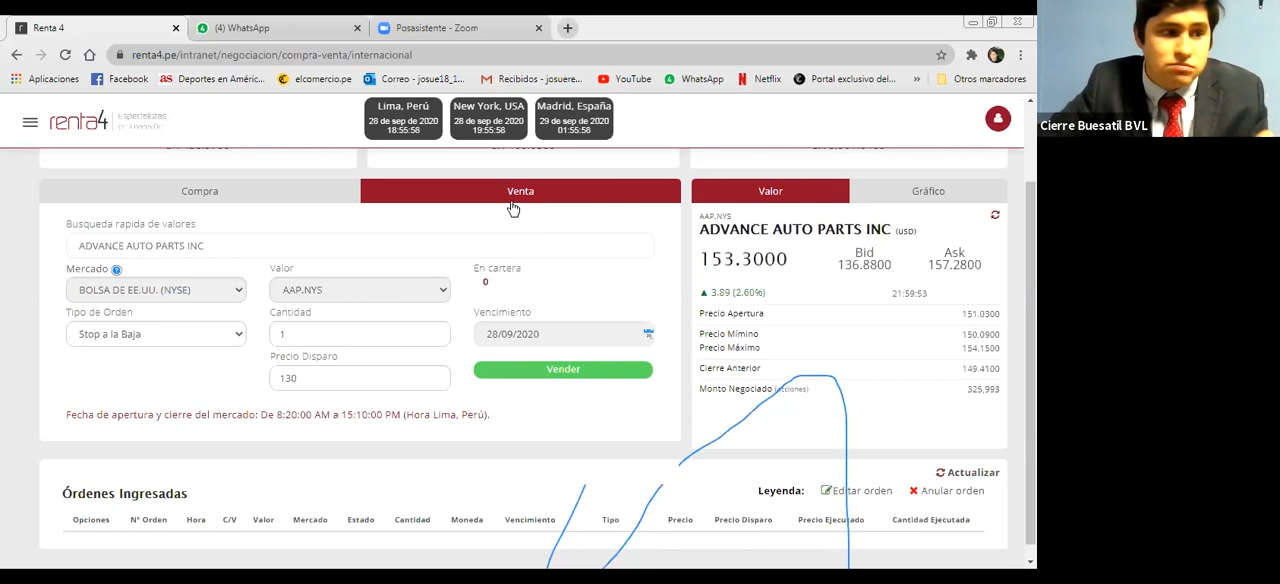 Renta 4
(4) WhatsApp
Posasistente - Zoom
renta4.pe/intranet/negociacion/compra-venta/internacional
Aplicaciones
Facebook
as Deportes en Améric...
elcomercio.pe
Correo - josue18_1...
Recibidos - josuere...
YouTube
WhatsApp
Netflix
Portal exclusivo del...
»
Otros marcadores
renta4
Especialistas en inversión
Lima, Perú
28 de sep de 2020
18:55:58
New York, USA
28 de sep de 2020
19:55:58
Madrid, España
29 de sep de 2020
01:55:58
Cierre Buesatil BVL
Compra
Venta
Busqueda rapida de valores
ADVANCE AUTO PARTS INC
Mercado ?
BOLSA DE EE.UU. (NYSE)
Valor
AAP.NYS
En cartera
0
Tipo de Orden
Stop a la Baja
Cantidad
1
Vencimiento
28/09/2020
Precio Disparo
130
Vender
Fecha de apertura y cierre del mercado: De 8:20:00 AM a 15:10:00 PM (Hora Lima, Perú).
Valor
Gráfico
AAP.NYS
ADVANCE AUTO PARTS INC (USD)
153.3000
Bid
136.8800
Ask
157.2800
▲ 3.89 (2.60%)
21:59:53
Precio Apertura 151.0300
Precio Mímino 150.0900
Precio Máximo 154.1500
Cierre Anterior 149.4100
Monto Negociado (acciones) 325,993
Actualizar
Órdenes Ingresadas
Leyenda: Editar orden Anular orden
Opciones N° Orden Hora C/V Valor Mercado Estado Cantidad Moneda Vencimiento Tipo Precio Precio Disparo Precio Ejecutado Cantidad Ejecutada